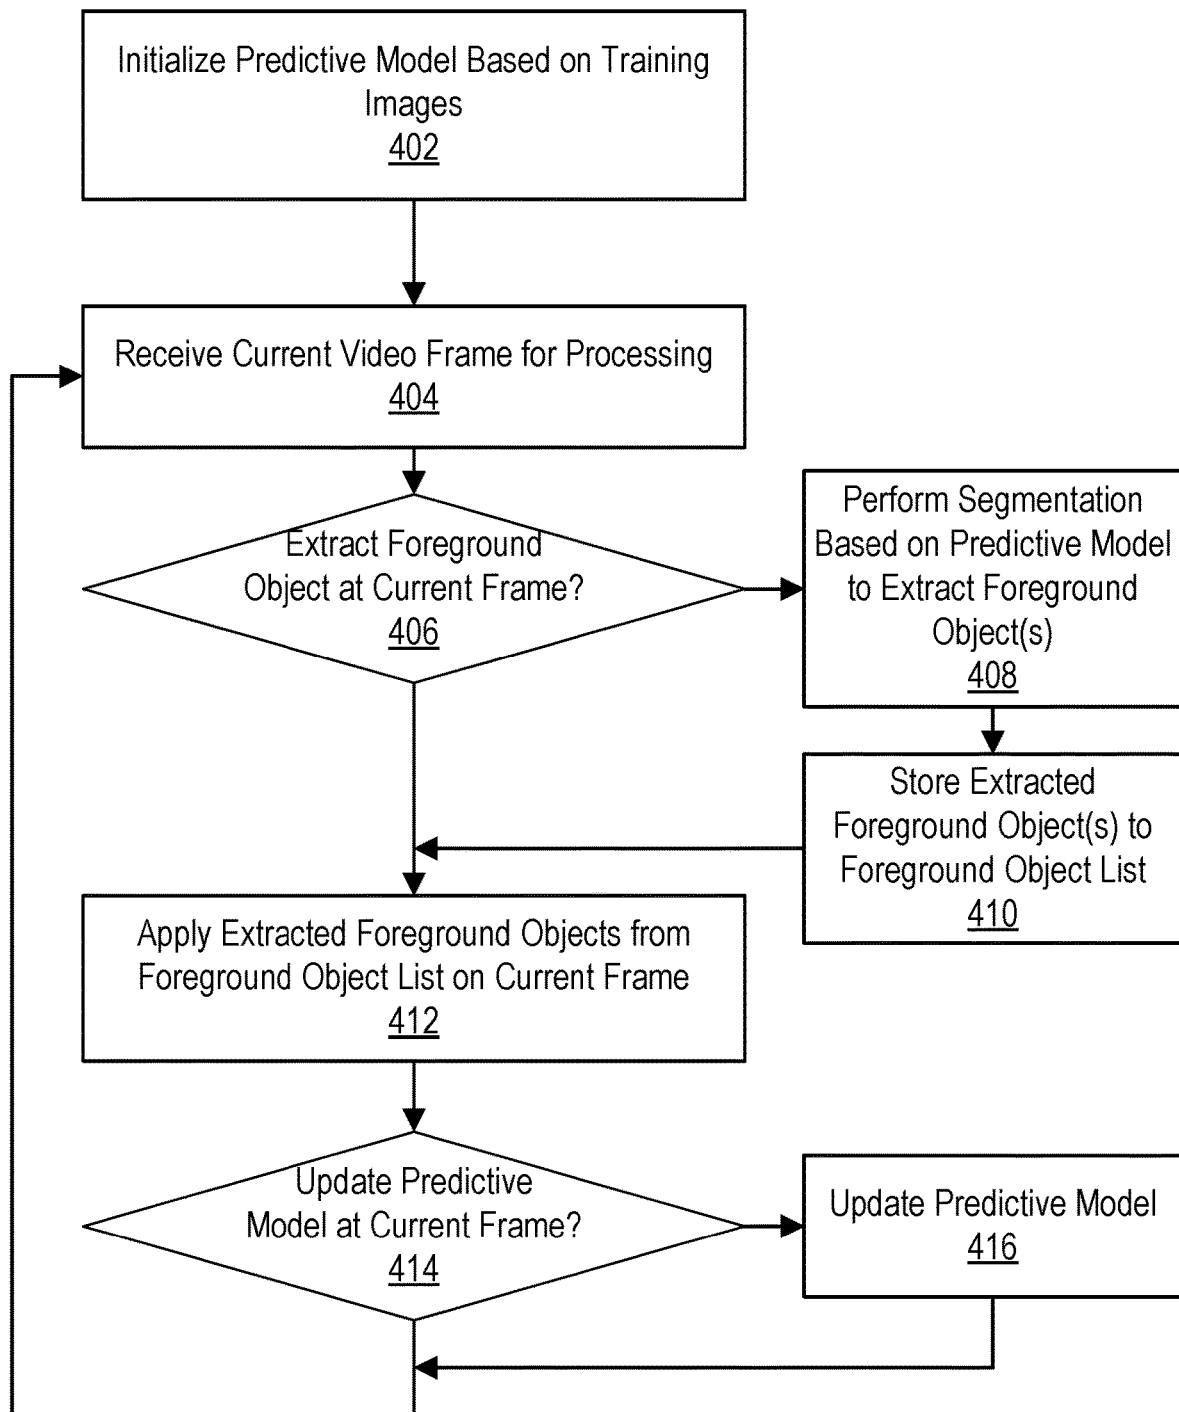 Initialize Predictive Model Based on Training
Images
402
Receive Current Video Frame for Processing
404
Extract Foreground
Object at Current Frame?
406
Perform Segmentation
Based on Predictive Model
to Extract Foreground
Object(s)
408
Store Extracted
Foreground Object(s) to
Foreground Object List
410
Apply Extracted Foreground Objects from
Foreground Object List on Current Frame
412
Update Predictive
Model at Current Frame?
414
Update Predictive Model
416